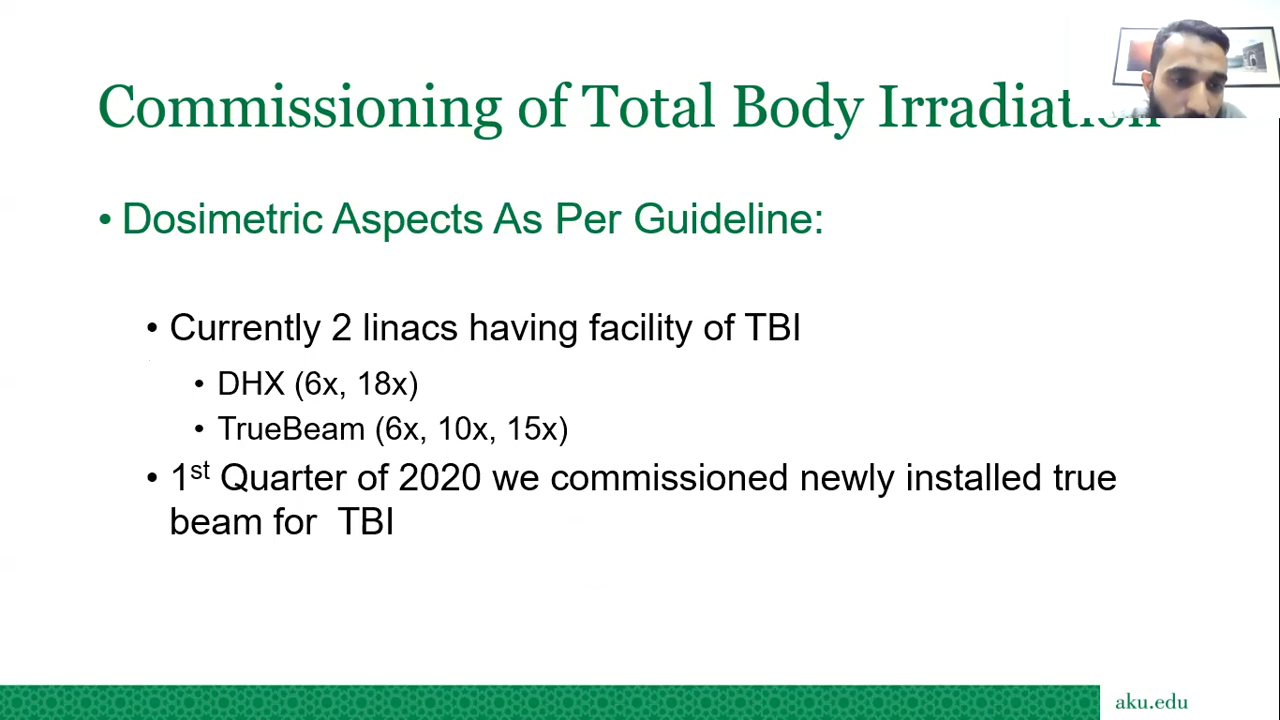 Commissioning of Total Body Irradiation
• Dosimetric Aspects As Per Guideline:
• Currently 2 linacs having facility of TBI
• DHX (6x, 18x)
• TrueBeam (6x, 10x, 15x)
• 1st Quarter of 2020 we commissioned newly installed true
beam for TBI
aku.edu